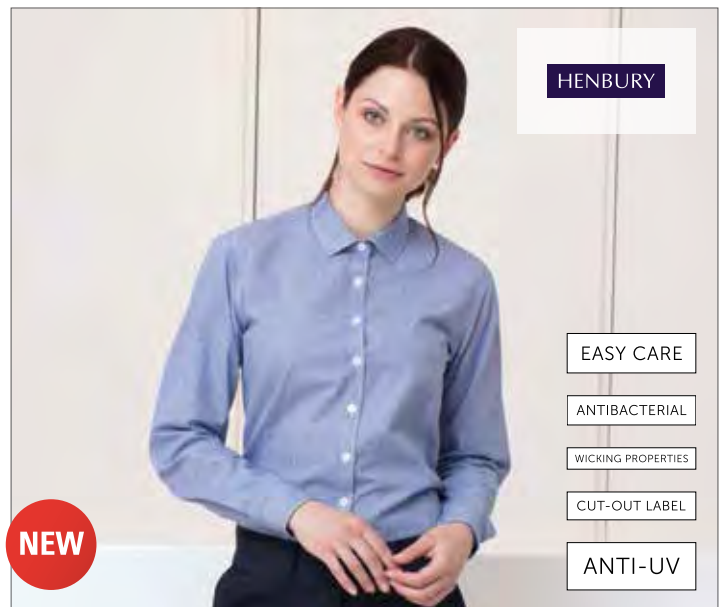 HENBURY
EASY CARE
ANTIBACTERIAL
WICKING PROPERTIES
CUT-OUT LABEL
ANTI-UV
NEW